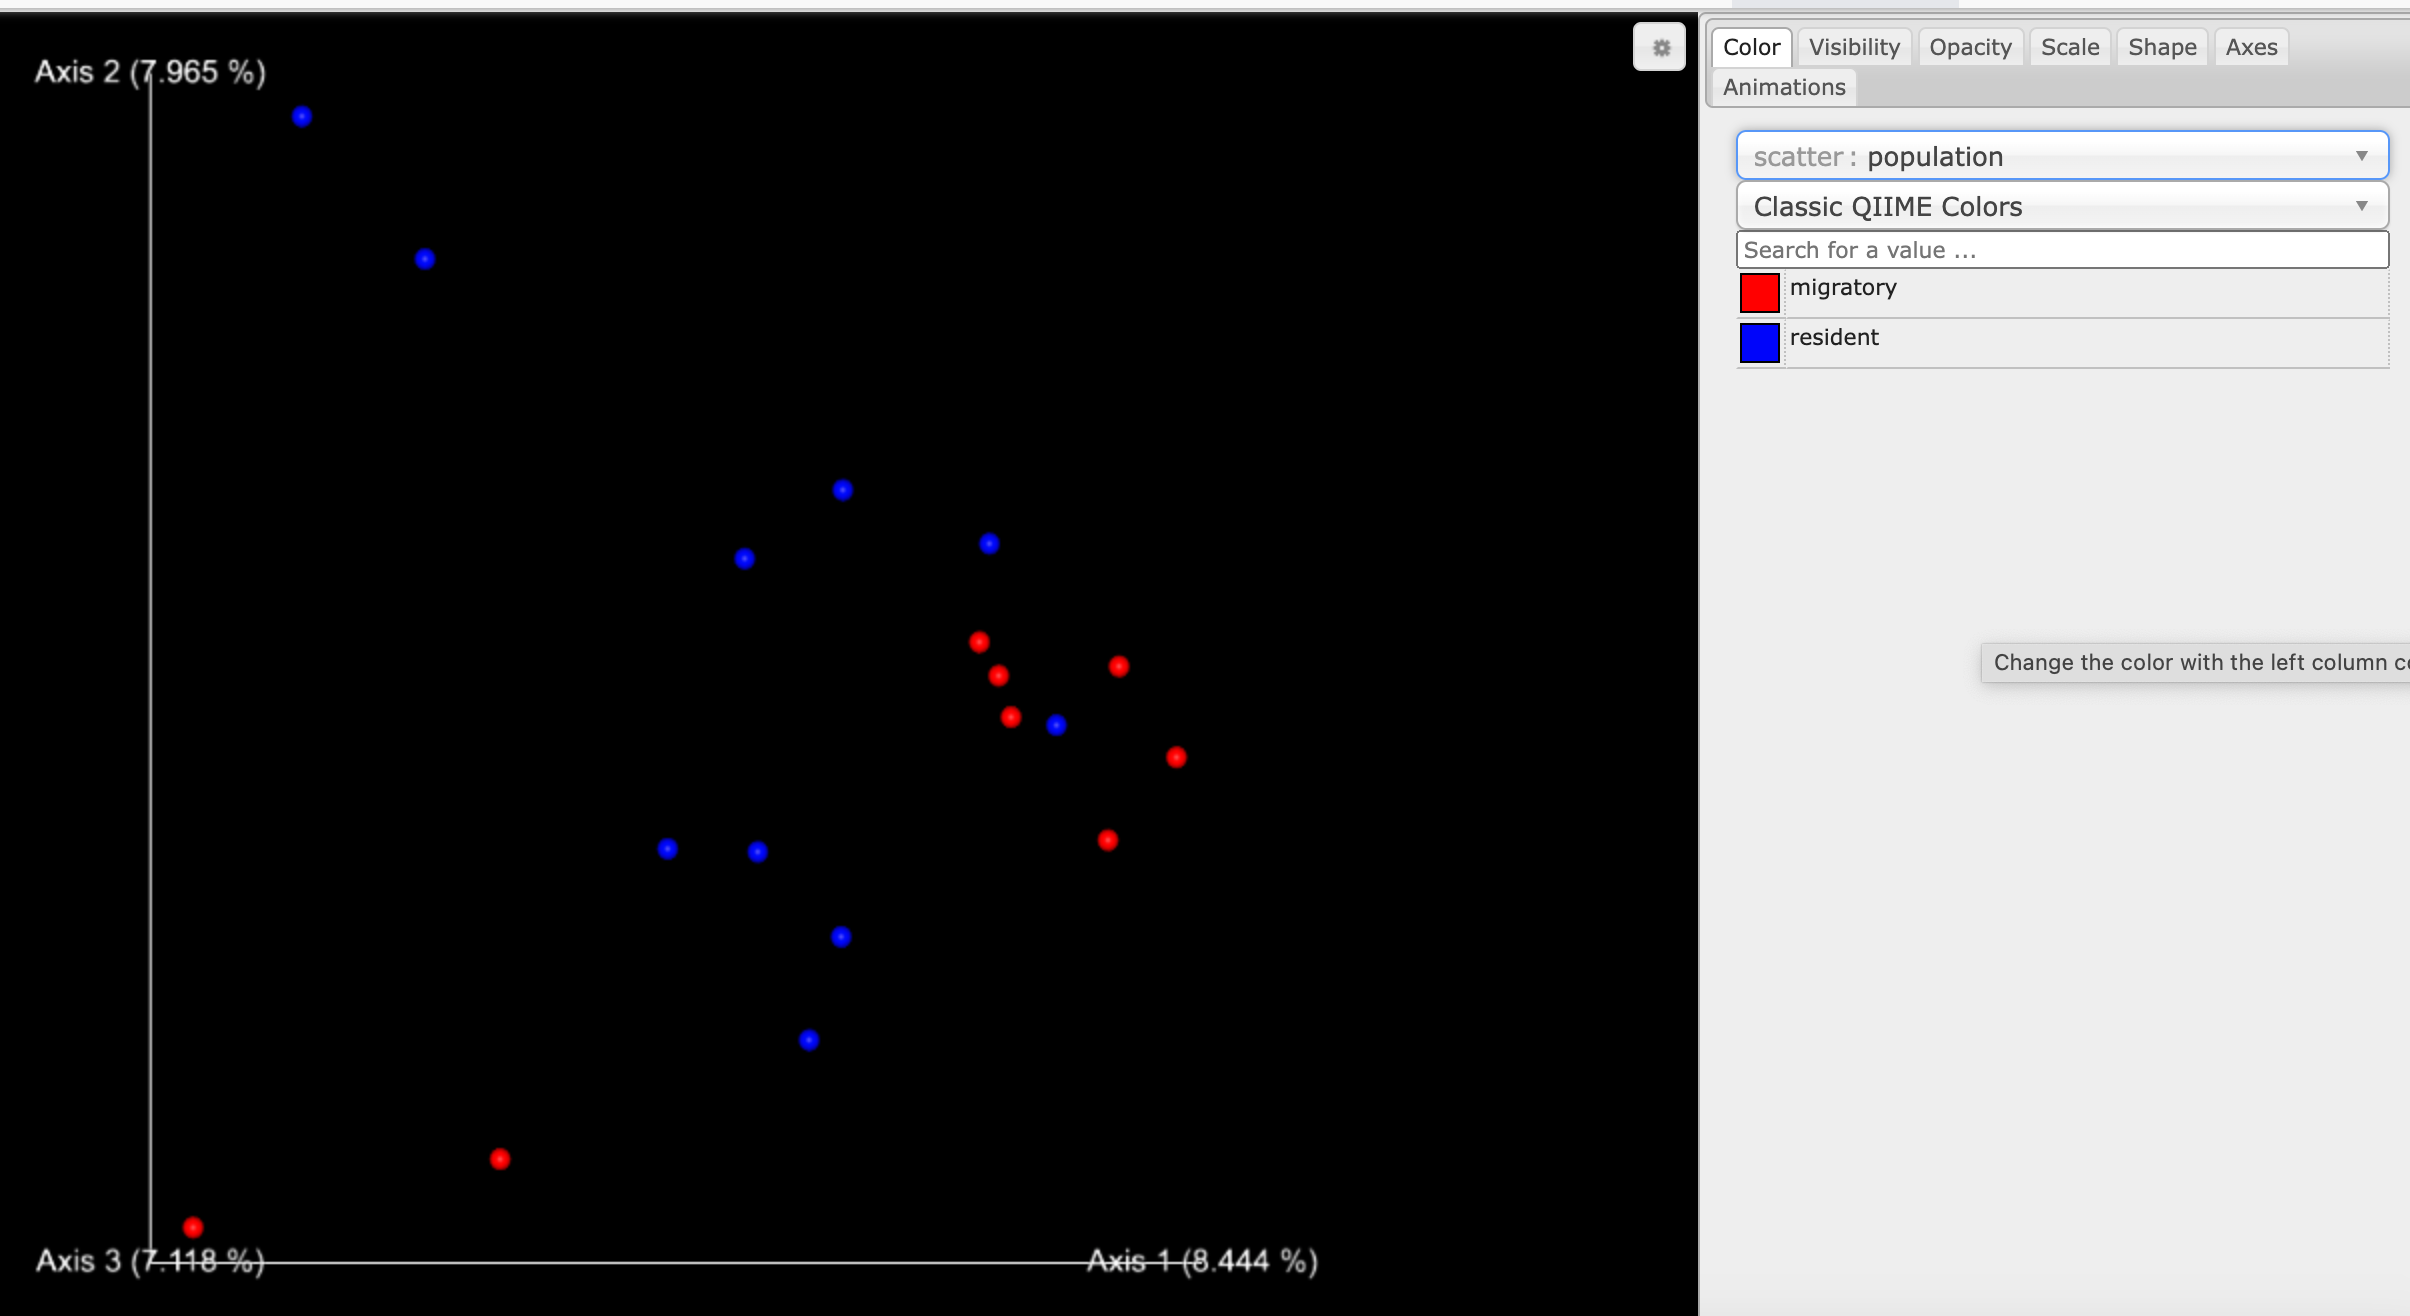 Axis 2 (7.965 %)
Axis 3 (7.118 %)
Axis 1 (8.444 %)
Color Visibility Opacity Scale Shape Axes
Animations
scatter: population
Classic QIIME Colors
Search for a value ...
migratory
resident
Change the color with the left column